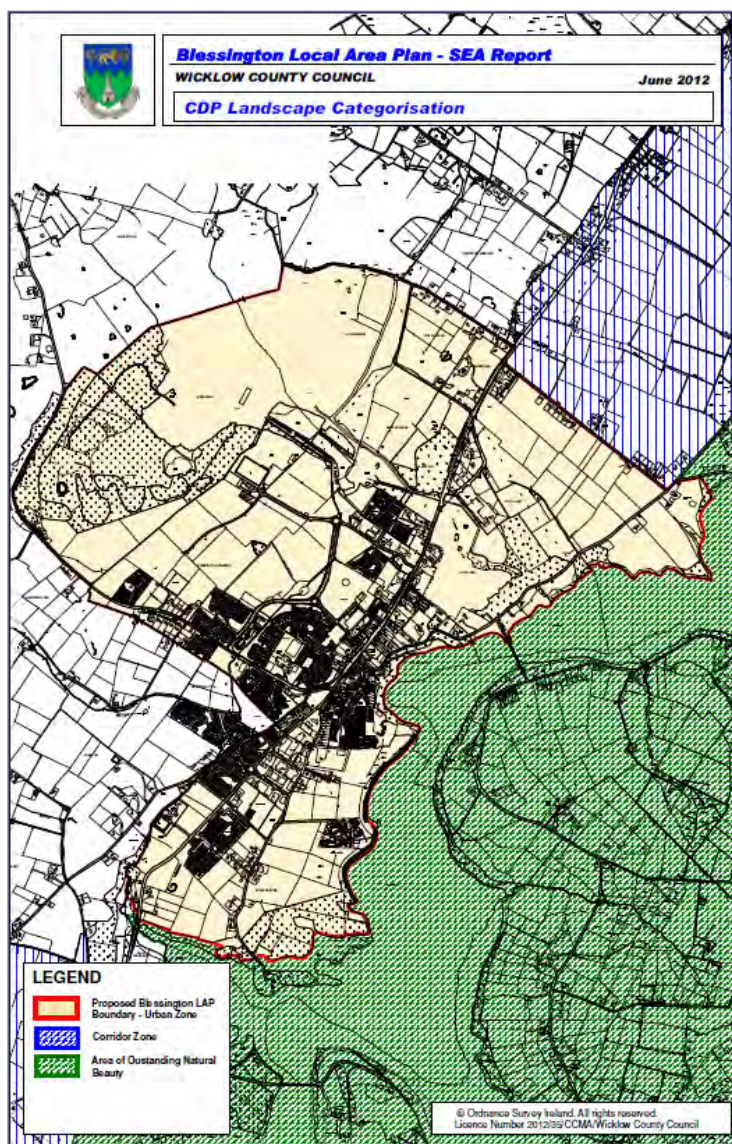 Blessington Local Area Plan - SEA Report
WICKLOW COUNTY COUNCIL
June 2012
CDP Landscape Categorisation
LEGEND
Proposed Blessington LAP
Boundary - Urban Zone
Corridor Zone
Area of Oustanding Natural
Beauty
© Ordnance Survey Ireland. All rights reserved.
Licence Number 2012/35/CCMA/Wicklow County Council